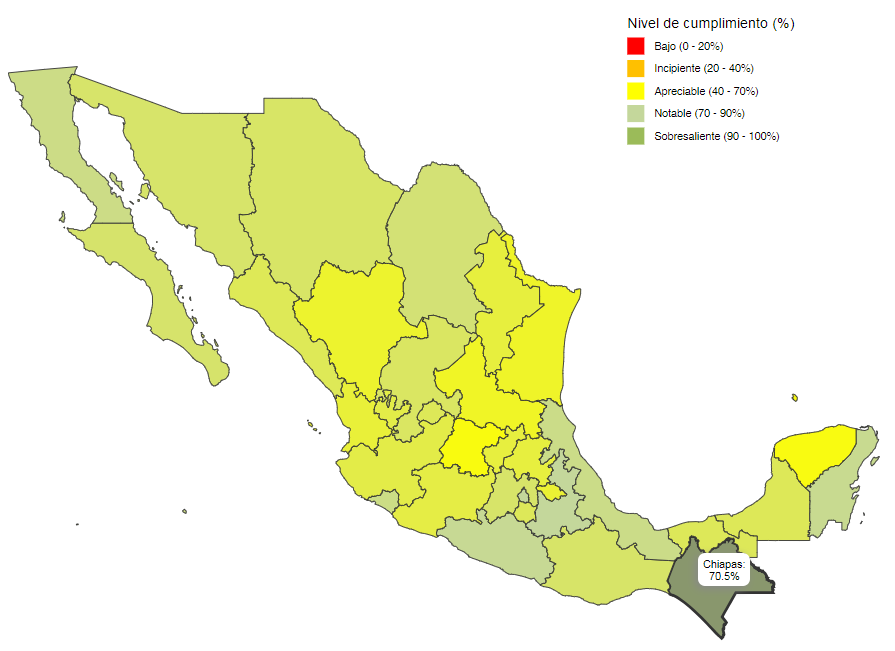 Nivel de cumplimiento (%)
Bajo (0 - 20%)
Incipiente (20 - 40%)
Apreciable (40 - 70%)
Notable (70 - 90%)
Sobresaliente (90 - 100%)
Chiapas:
70.5%